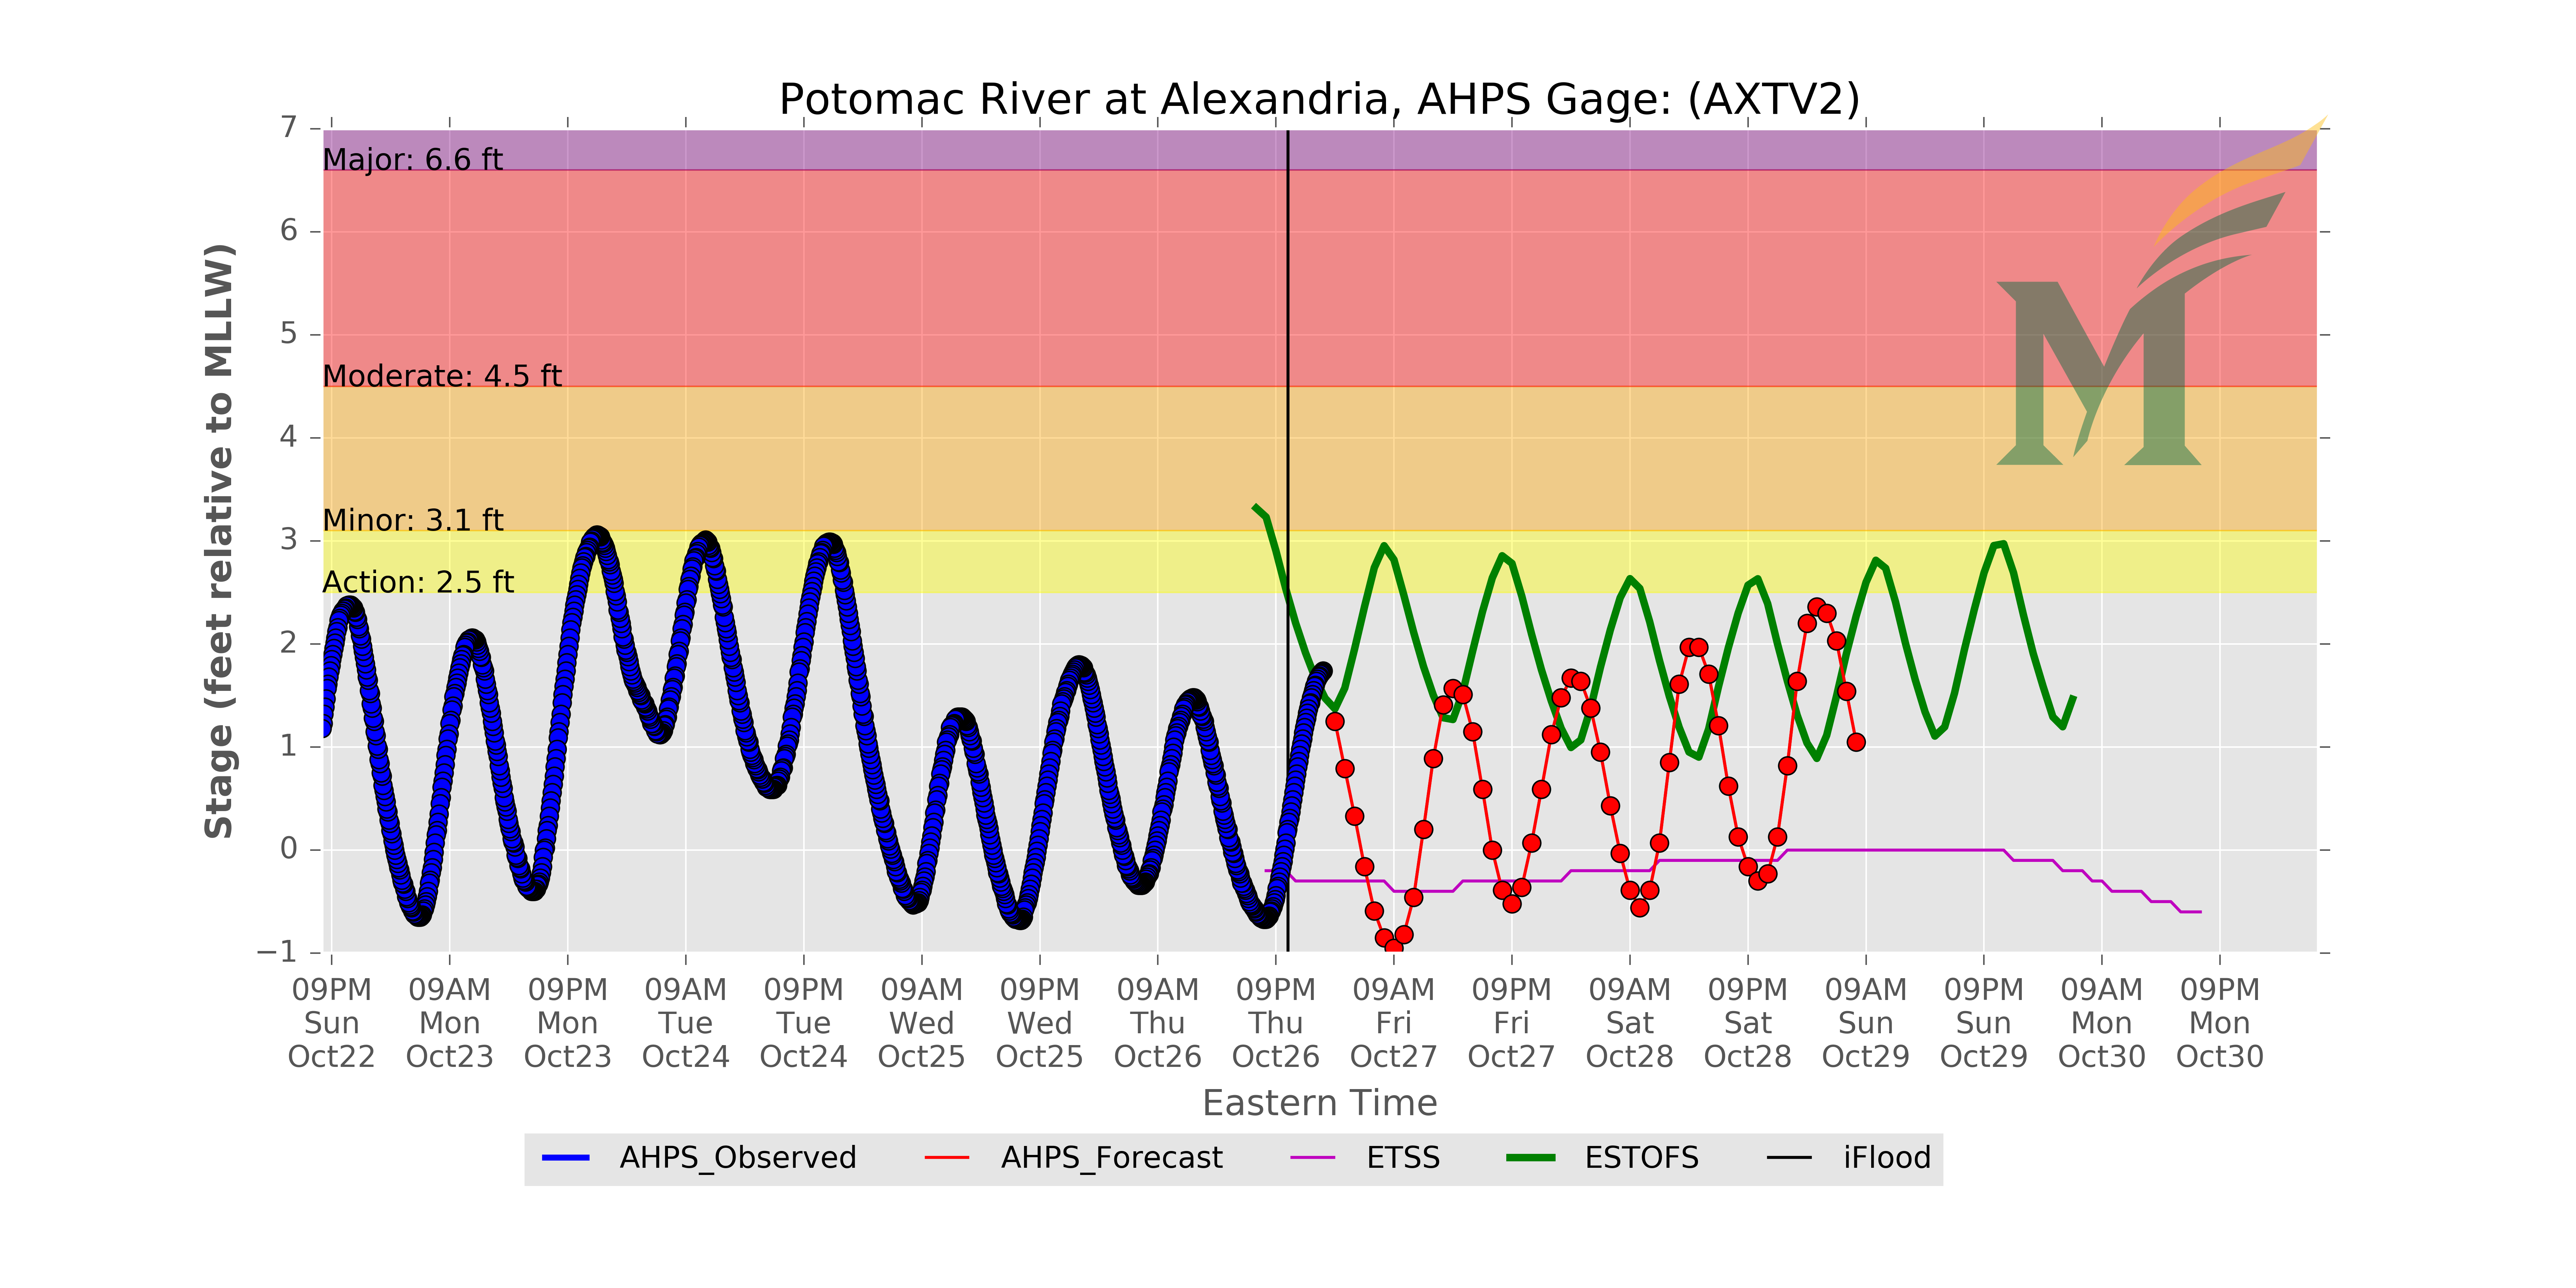 Potomac River at Alexandria, AHPS Gage: (AXTV2)
7
Major: 6.6 ft
6
5
Moderate: 4.5 ft
4
Minor: 3.1 ft
3
Action: 2.5 ft
2
1
0
−1
Stage (feet relative to MLLW)
M
09PM 09AM 09PM 09AM 09PM 09AM 09PM 09AM 09PM 09AM 09PM 09AM 09PM 09AM 09PM 09AM 09PM
Sun Mon Mon Tue Tue Wed Wed Thu Thu Fri Fri Sat Sat Sun Sun Mon Mon
Oct22 Oct23 Oct23 Oct24 Oct24 Oct25 Oct25 Oct26 Oct26 Oct27 Oct27 Oct28 Oct28 Oct29 Oct29 Oct30 Oct30
Eastern Time
AHPS_Observed AHPS_Forecast ETSS ESTOFS iFlood